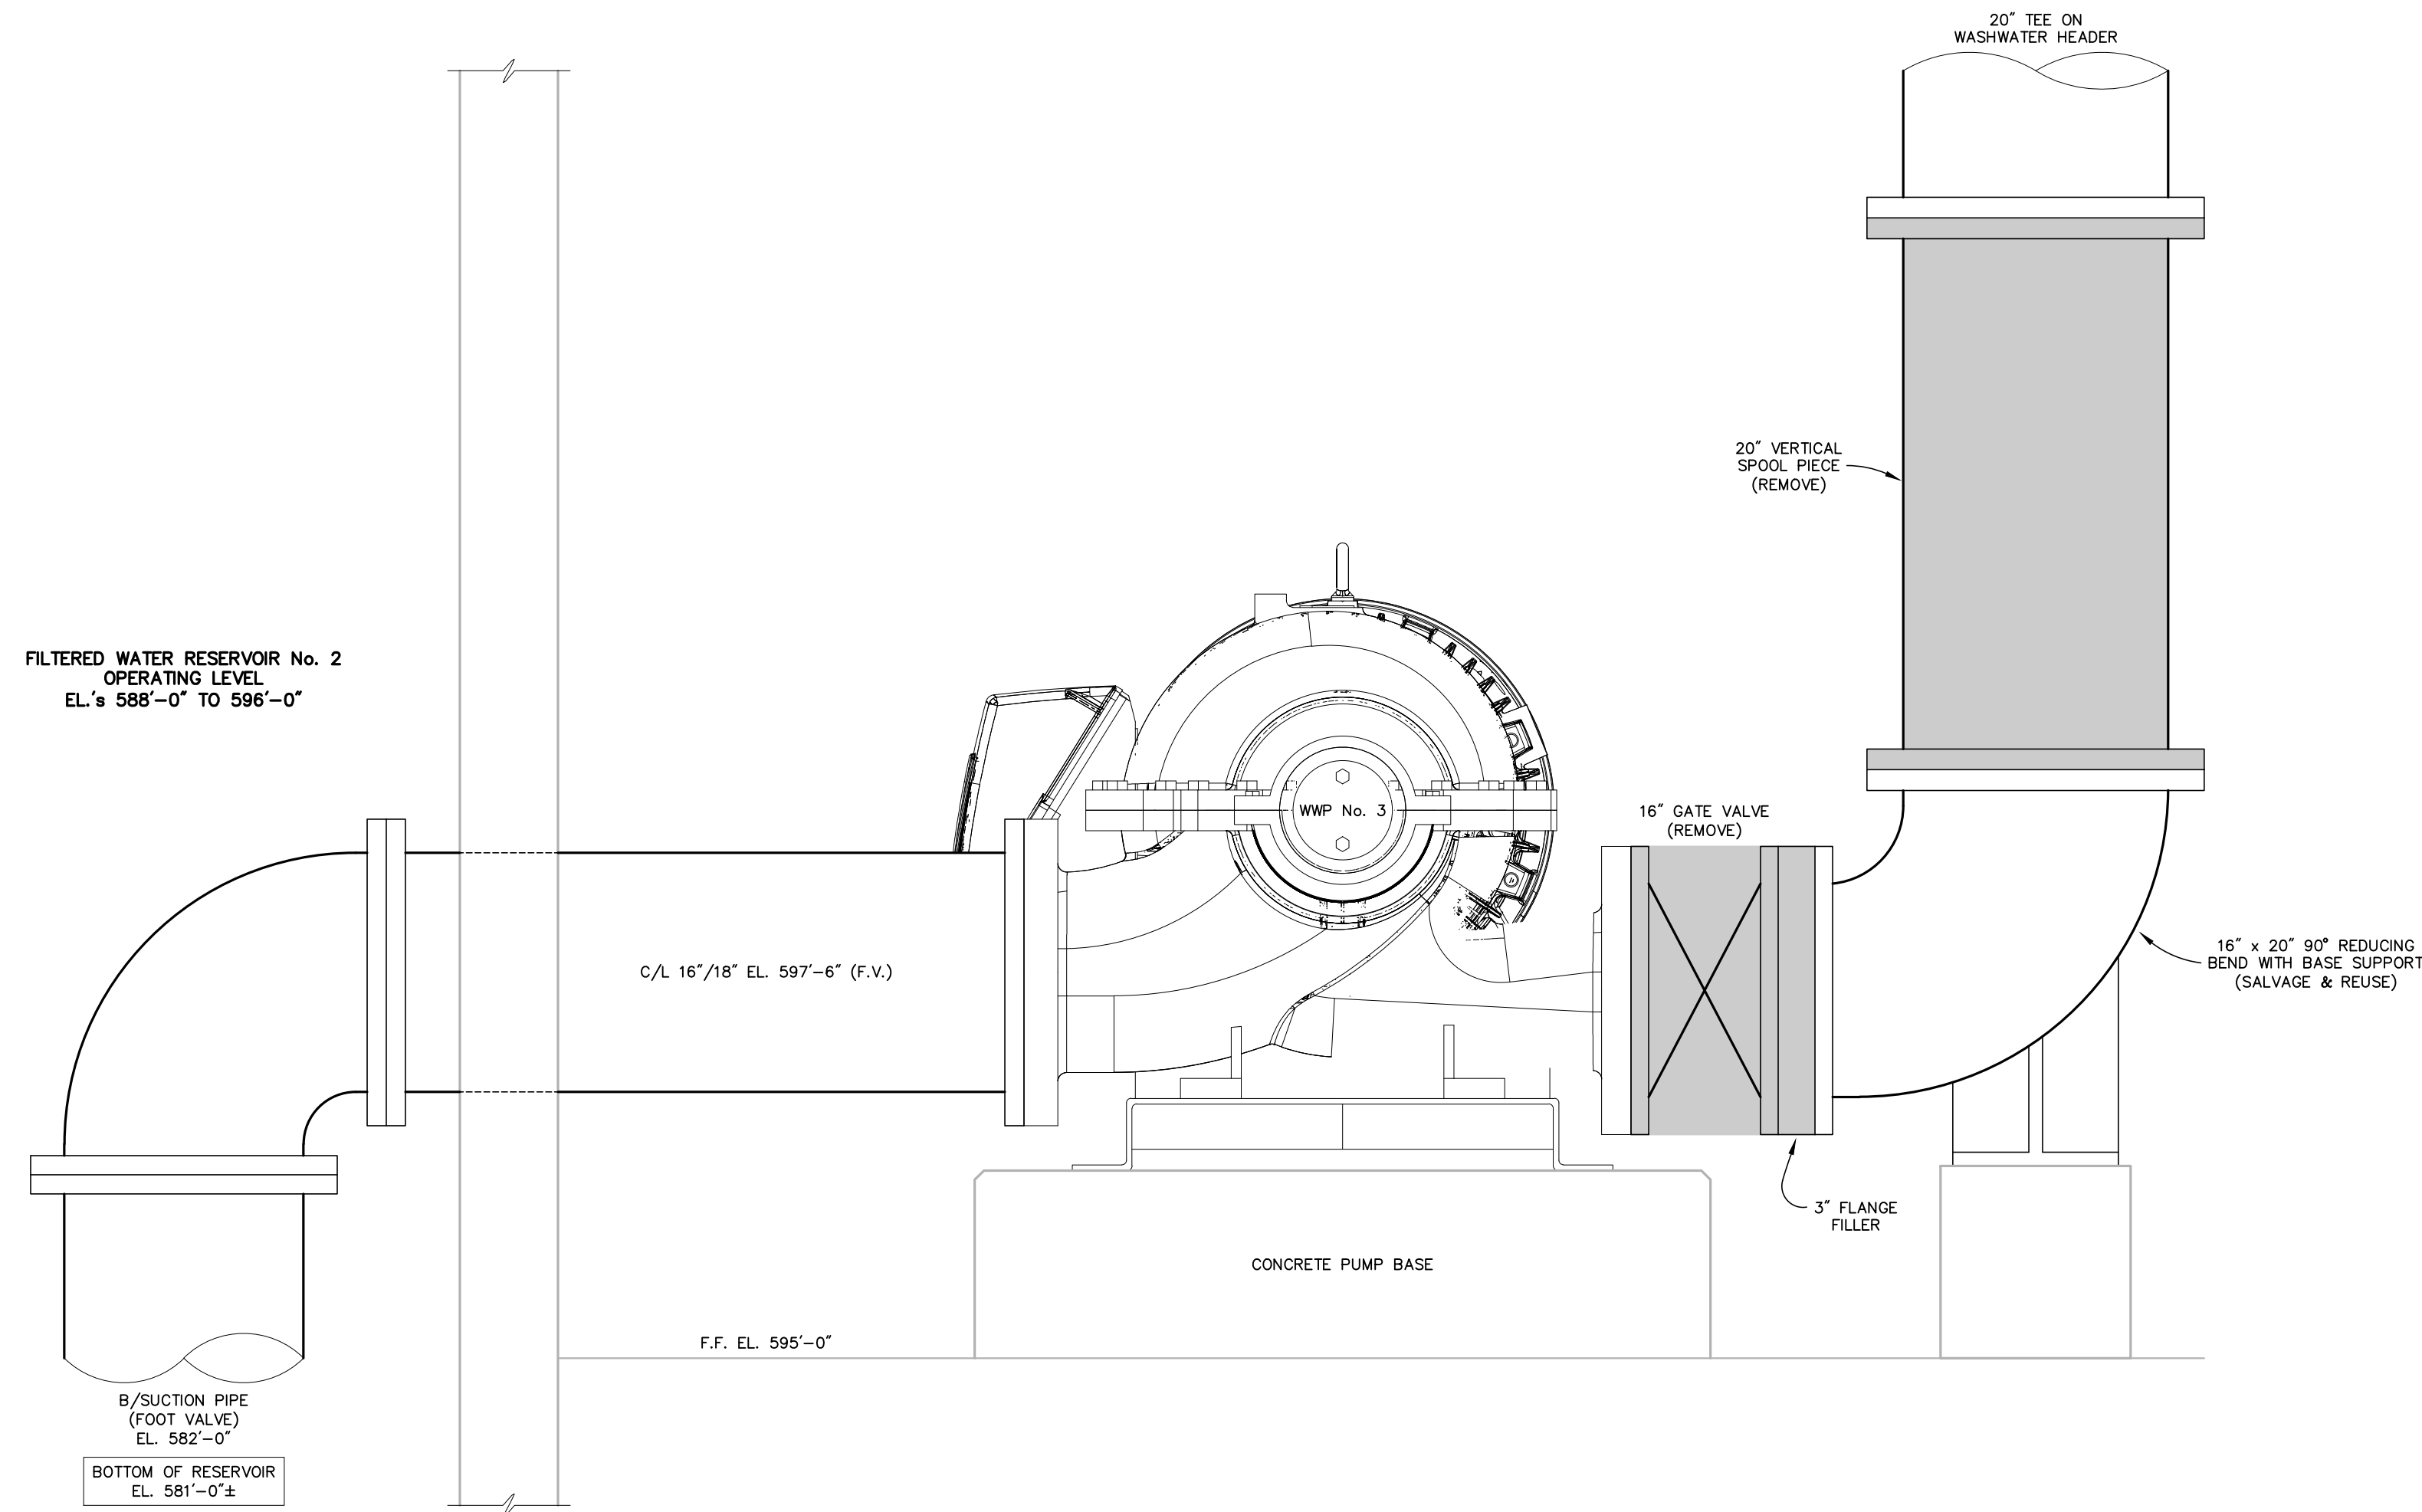 20" TEE ON
WASHWATER HEADER
20" VERTICAL
SPOOL PIECE
(REMOVE)
FILTERED WATER RESERVOIR No. 2
OPERATING LEVEL
EL.'s 588'-0" TO 596'-0"
WWP No. 3
16" GATE VALVE
(REMOVE)
C/L 16"/18" EL. 597'-6" (F.V.)
16" x 20" 90° REDUCING
BEND WITH BASE SUPPORT
(SALVAGE & REUSE)
3" FLANGE
FILLER
CONCRETE PUMP BASE
F.F. EL. 595'-0"
B/SUCTION PIPE
(FOOT VALVE)
EL. 582'-0"
BOTTOM OF RESERVOIR
EL. 581'-0"±